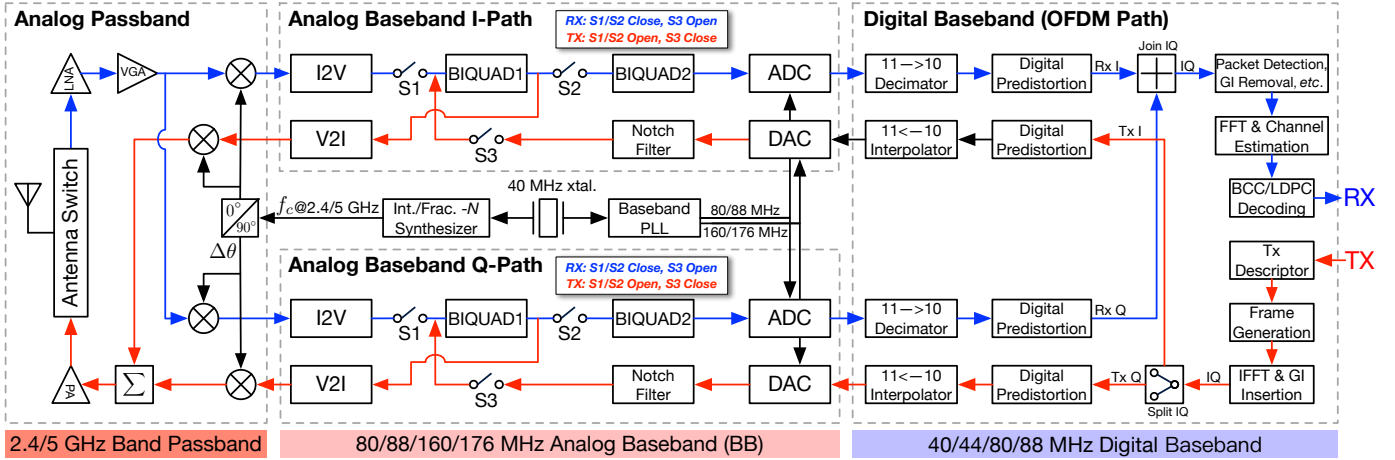 Analog Passband
LNA
VGA
Antenna Switch
PA
∑
0°
90°
Δθ
Analog Baseband I-Path
RX: S1/S2 Close, S3 Open
TX: S1/S2 Open, S3 Close
I2V
S1
BIQUAD1
S2
BIQUAD2
ADC
V2I
S3
Notch
Filter
DAC
f_c@2.4/5 GHz
Int./Frac. -N
Synthesizer
40 MHz xtal.
Baseband
PLL
80/88 MHz
160/176 MHz
Analog Baseband Q-Path
RX: S1/S2 Close, S3 Open
TX: S1/S2 Open, S3 Close
I2V
S1
BIQUAD1
S2
BIQUAD2
ADC
V2I
S3
Notch
Filter
DAC
Digital Baseband (OFDM Path)
11—>10
Decimator
Digital
Predistortion
Rx I
Join IQ
IQ
Packet Detection,
GI Removal, etc.
11<—10
Interpolator
Digital
Predistortion
Tx I
FFT & Channel
Estimation
BCC/LDPC
Decoding
RX
Tx
Descriptor
TX
11—>10
Decimator
Digital
Predistortion
Rx Q
Frame
Generation
11<—10
Interpolator
Digital
Predistortion
Tx Q
Split IQ
IQ
IFFT & GI
Insertion
2.4/5 GHz Band Passband
80/88/160/176 MHz Analog Baseband (BB)
40/44/80/88 MHz Digital Baseband